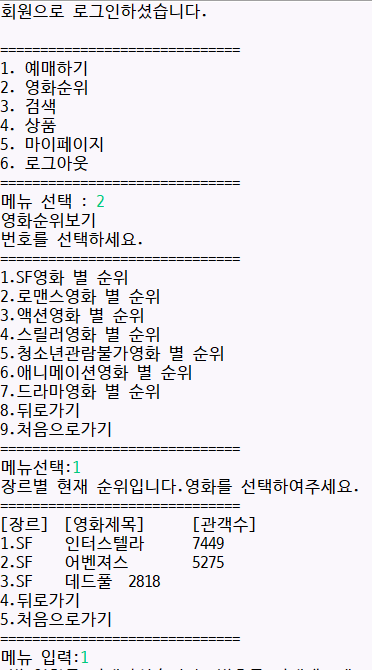 회원으로 로그인하셨습니다.
==============================
1. 예매하기
2. 영화순위
3. 검색
4. 상품
5. 마이페이지
6. 로그아웃
==============================
메뉴 선택 : 2
영화순위보기
번호를 선택하세요.
==============================
1.SF영화 별 순위
2.로맨스영화 별 순위
3.액션영화 별 순위
4.스릴러영화 별 순위
5.청소년관람불가영화 별 순위
6.애니메이션영화 별 순위
7.드라마영화 별 순위
8.뒤로가기
9.처음으로가기
==============================
메뉴선택:1
장르별 현재 순위입니다.영화를 선택하여주세요.
==============================
[장르] [영화제목] [관객수]
1.SF 인터스텔라 7449
2.SF 어벤져스 5275
3.SF 데드풀 2818
4.뒤로가기
5.처음으로가기
==============================
메뉴 입력:1